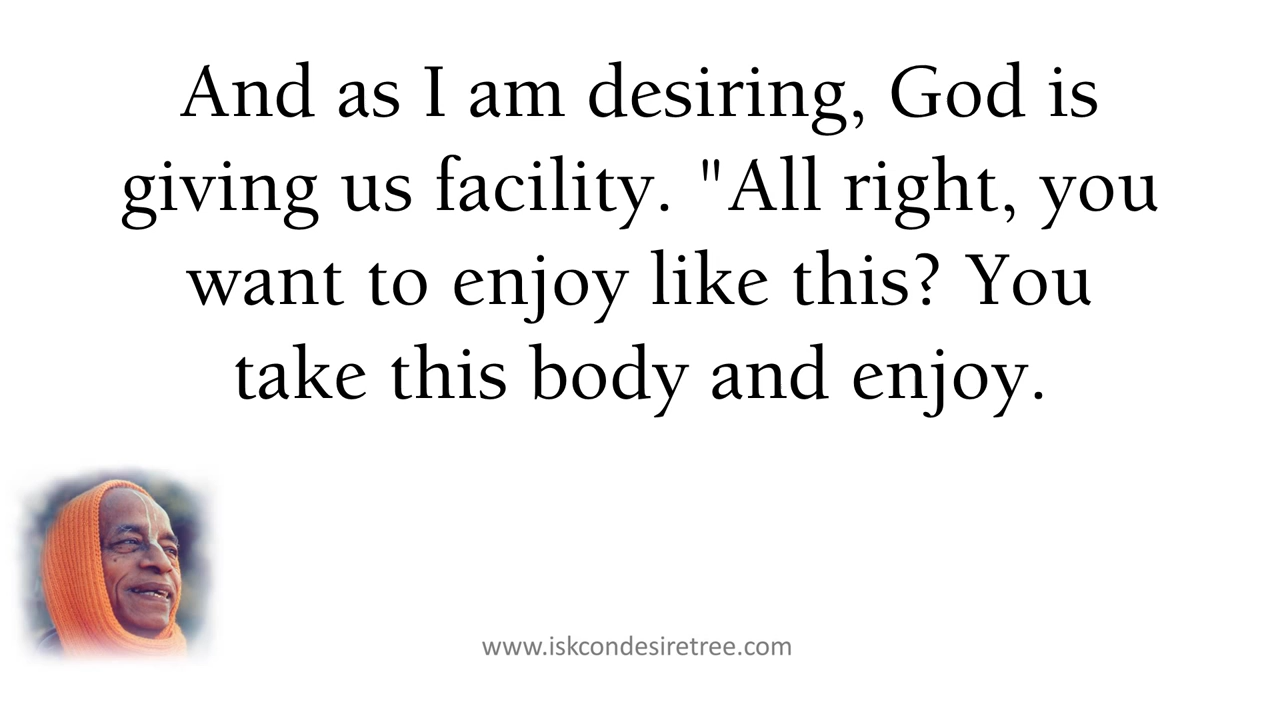 And as I am desiring, God is
giving us facility. "All right, you
want to enjoy like this? You
take this body and enjoy.
www.iskcondesiretree.com